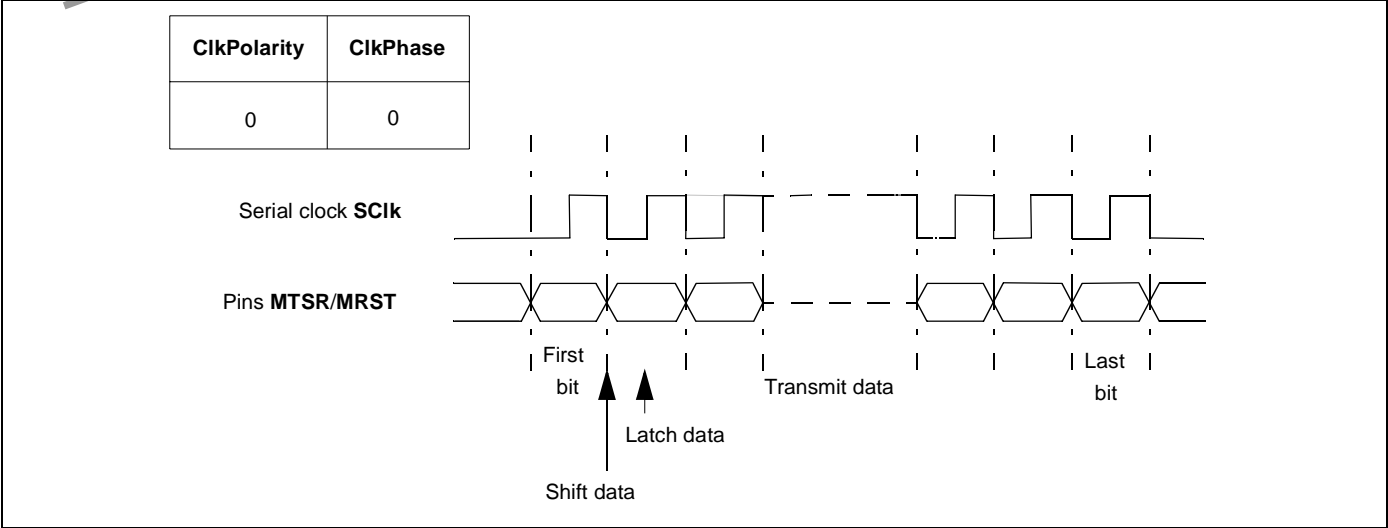 ClkPolarity ClkPhase
0 0
Serial clock SClk
Pins MTSR/MRST
First
bit
Last
bit
Transmit data
Latch data
Shift data